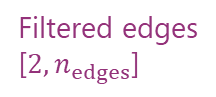 Filtered edges
[2, n_edges]